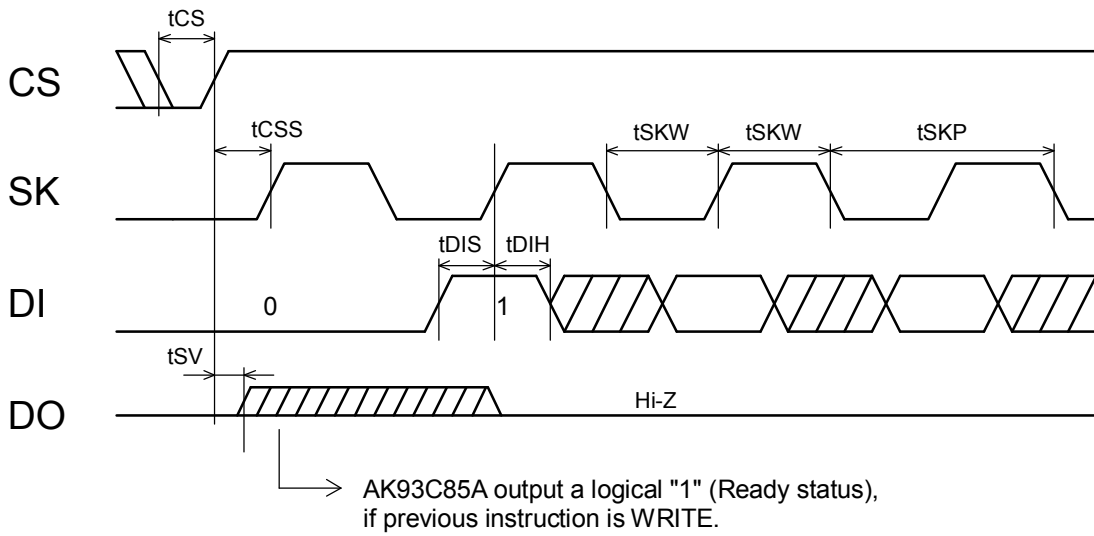 tCS
CS
tCSS
tSKW
tSKW
tSKP
SK
tDIS
tDIH
DI
0
1
tSV
DO
Hi-Z
AK93C85A output a logical "1" (Ready status),
if previous instruction is WRITE.